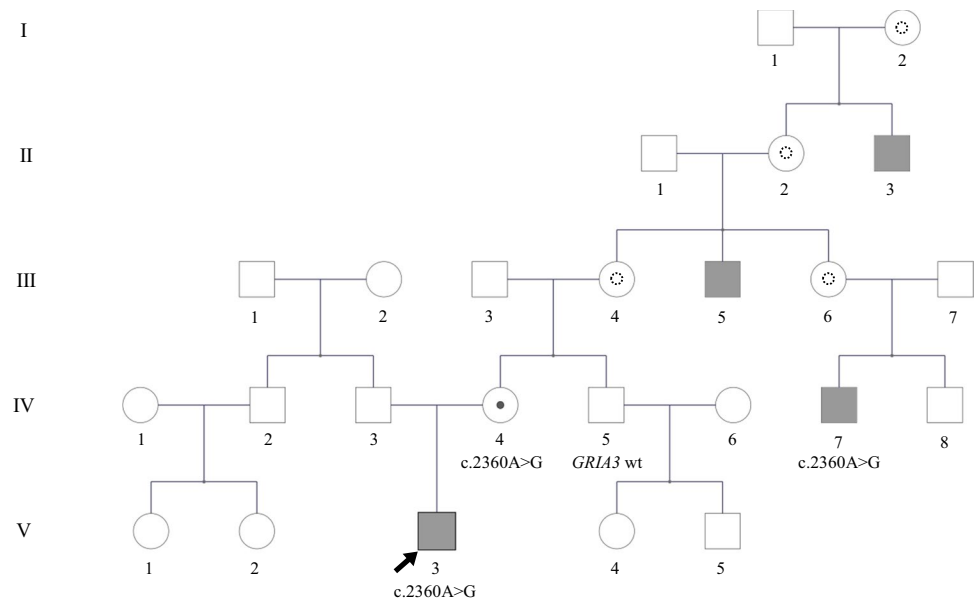 I
1 2
II
1 2 3
III
1 2 3 4 5 6 7
IV
1 2 3 4 5 6 7 8
c.2360A>G GRIA3 wt c.2360A>G
V
1 2 3 4 5
c.2360A>G